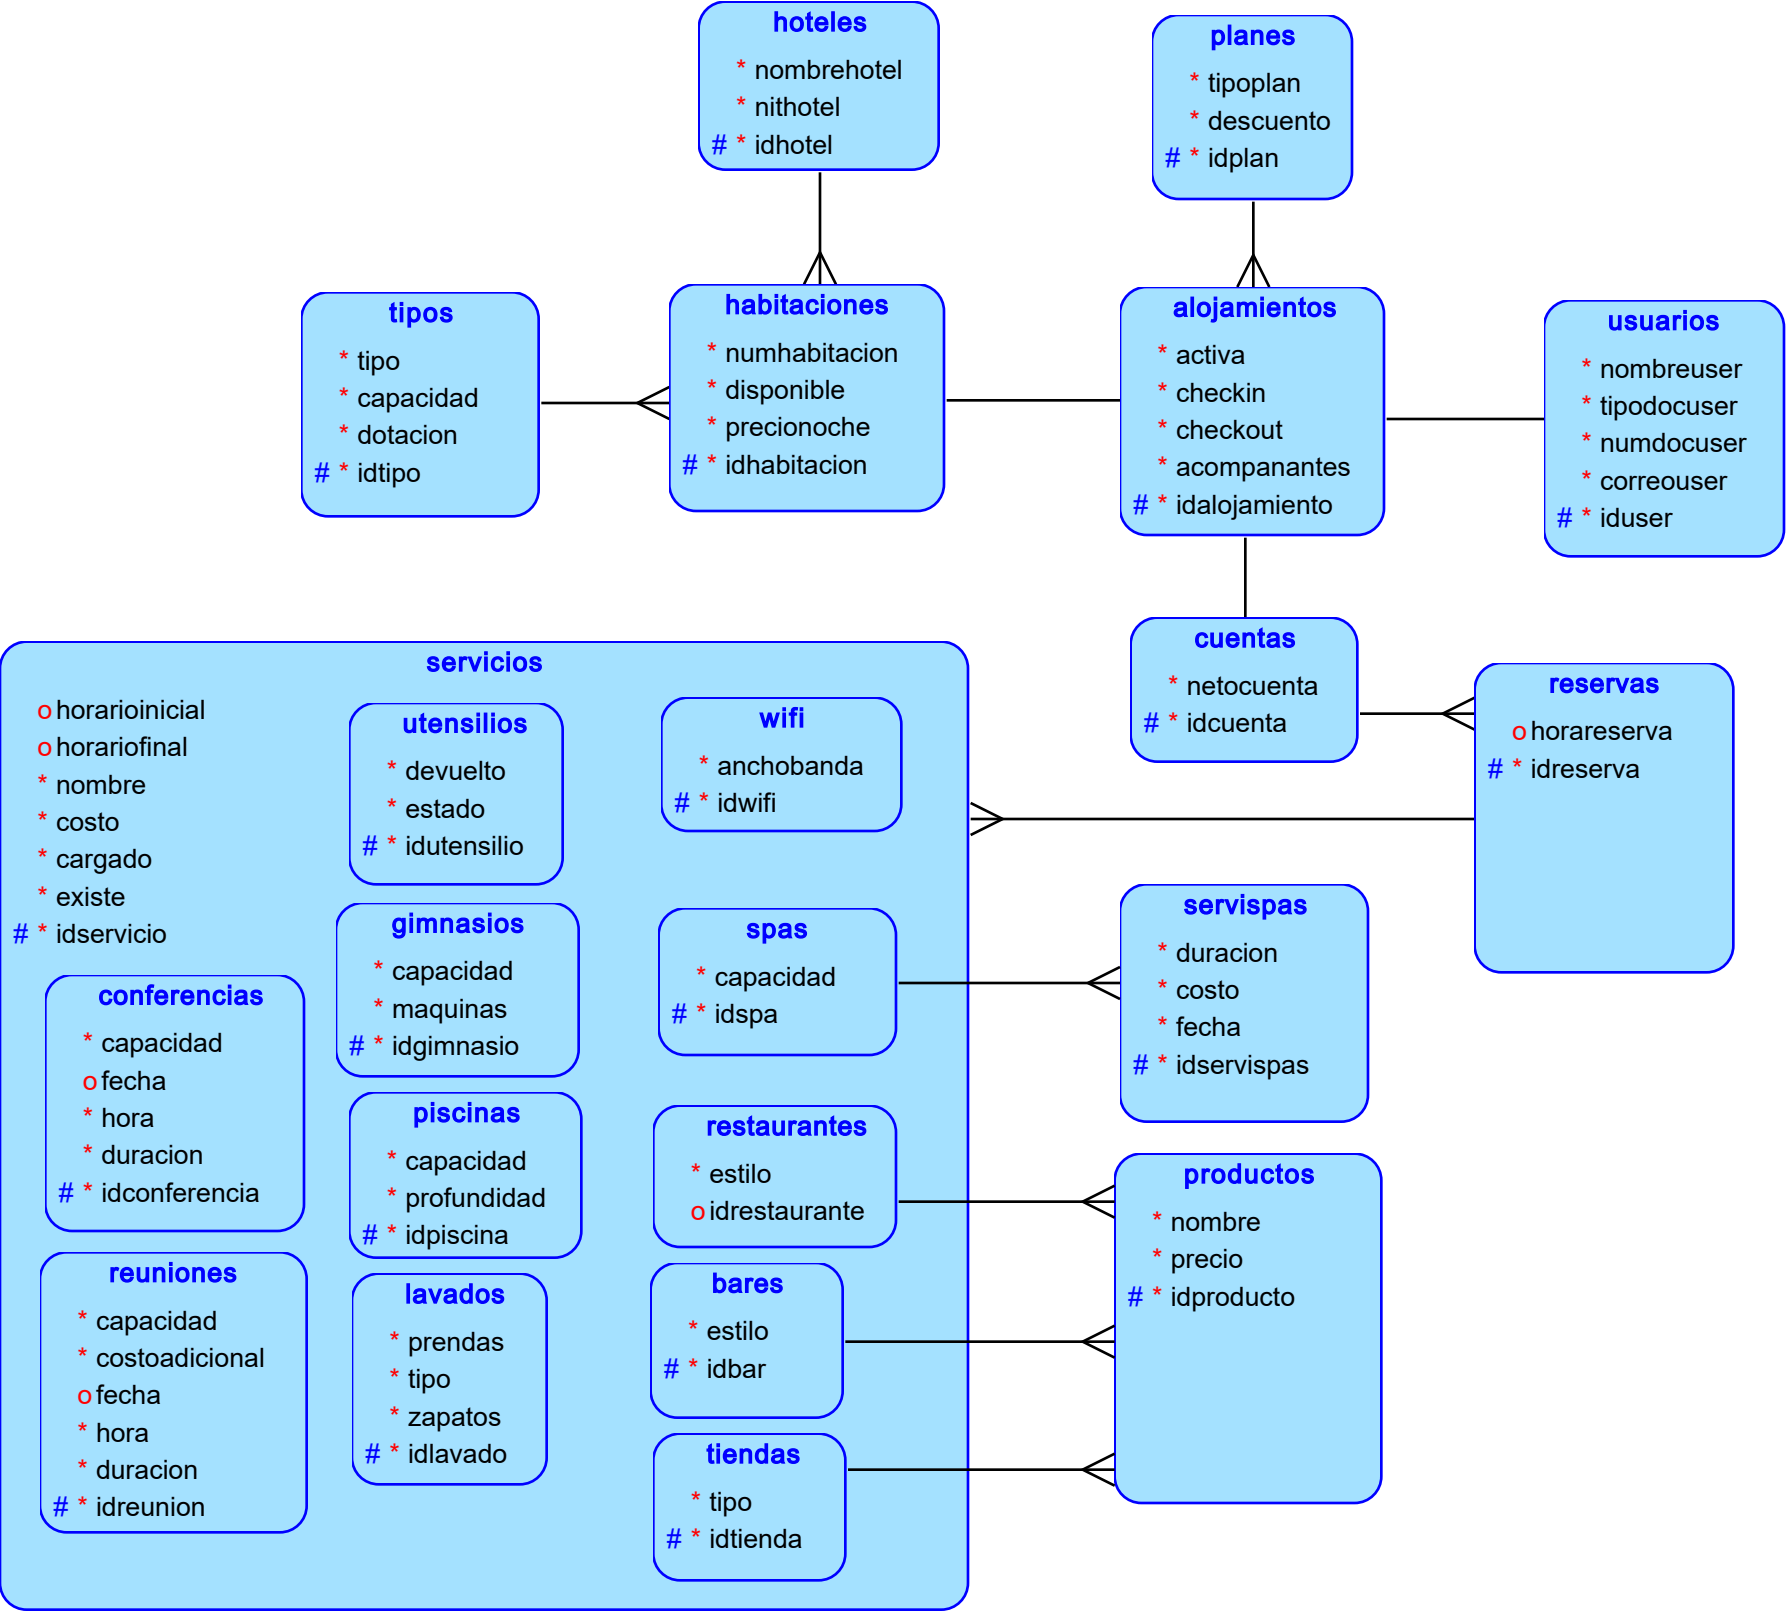 hoteles
* nombrehotel
* nithotel
# * idhotel
planes
* tipoplan
* descuento
# * idplan
tipos
* tipo
* capacidad
* dotacion
# * idtipo
habitaciones
* numhabitacion
* disponible
* precionoche
# * idhabitacion
alojamientos
* activa
* checkin
* checkout
* acompanantes
# * idalojamiento
usuarios
* nombreuser
* tipodocuser
* numdocuser
* correouser
# * iduser
cuentas
* netocuenta
# * idcuenta
reservas
o horareserva
# * idreserva
servicios
o horarioinicial
o horariofinal
* nombre
* costo
* cargado
* existe
# * idservicio
utensilios
* devuelto
* estado
# * idutensilio
wifi
* anchobanda
# * idwifi
gimnasios
* capacidad
* maquinas
# * idgimnasio
spas
* capacidad
# * idspa
servispas
* duracion
* costo
* fecha
# * idservispas
conferencias
* capacidad
o fecha
* hora
* duracion
# * idconferencia
piscinas
* capacidad
* profundidad
# * idpiscina
restaurantes
* estilo
o idrestaurante
productos
* nombre
* precio
# * idproducto
reuniones
* capacidad
* costoadicional
o fecha
* hora
* duracion
# * idreunion
lavados
* prendas
* tipo
* zapatos
# * idlavado
bares
* estilo
# * idbar
tiendas
* tipo
# * idtienda